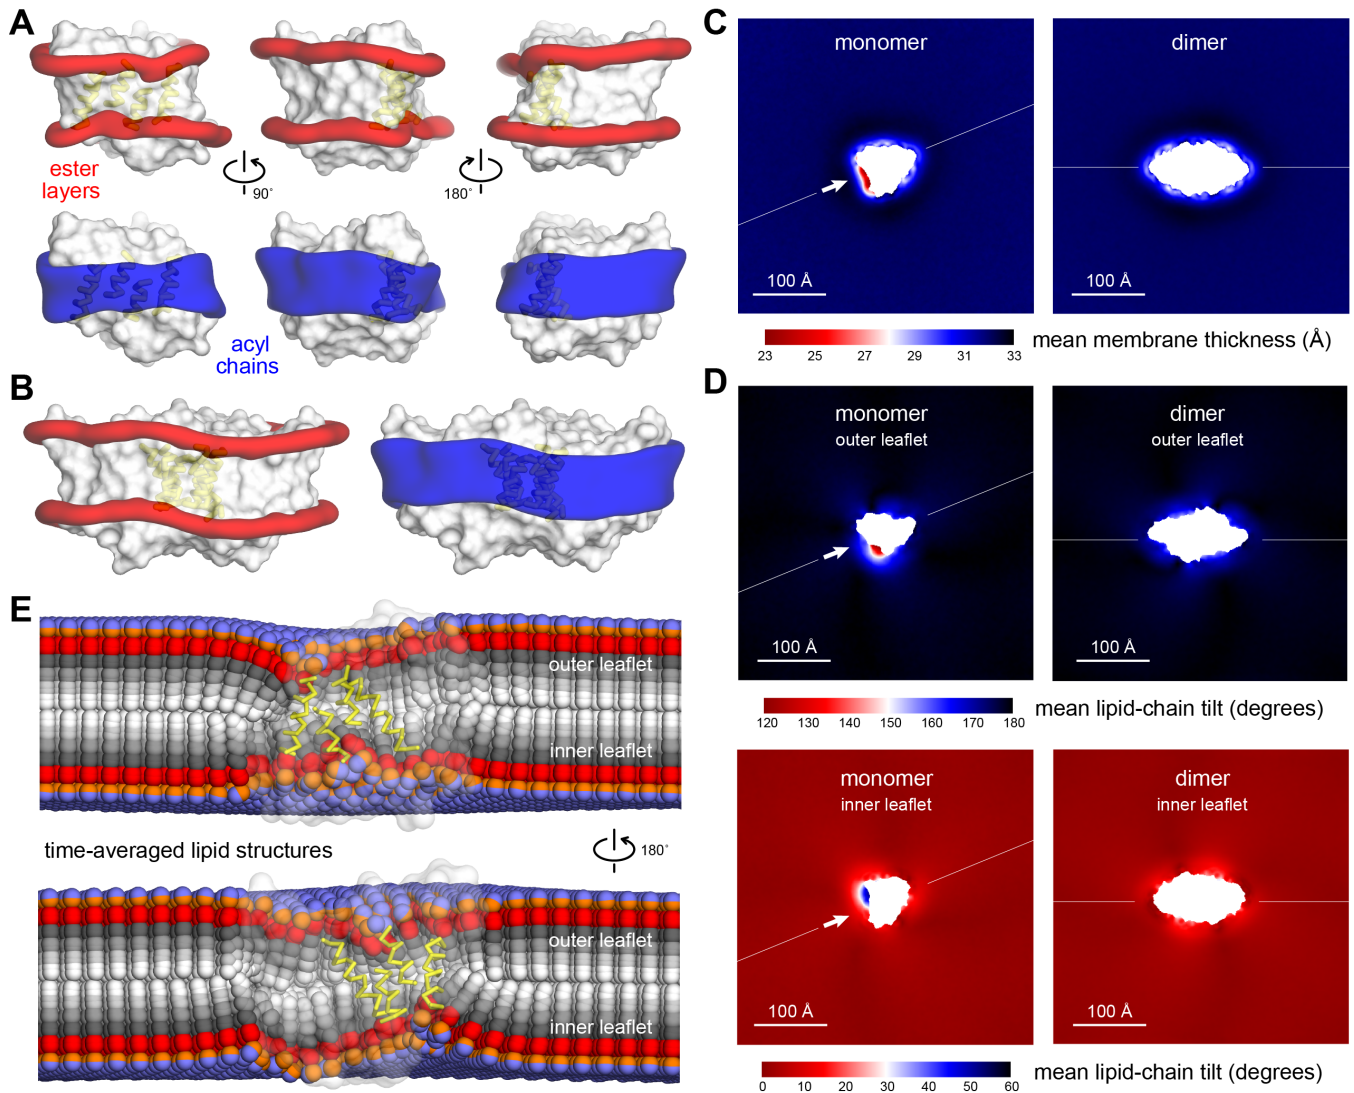 A
ester
layers
90°
180°
acyl
chains
B
C
monomer
dimer
100 Å
100 Å
23 25 27 29 31 33
mean membrane thickness (Å)
D
monomer
outer leaflet
dimer
outer leaflet
100 Å
100 Å
120 130 140 150 160 170 180
mean lipid-chain tilt (degrees)
monomer
inner leaflet
dimer
inner leaflet
100 Å
100 Å
0 10 20 30 40 50 60
mean lipid-chain tilt (degrees)
E
outer leaflet
inner leaflet
time-averaged lipid structures
180°
outer leaflet
inner leaflet